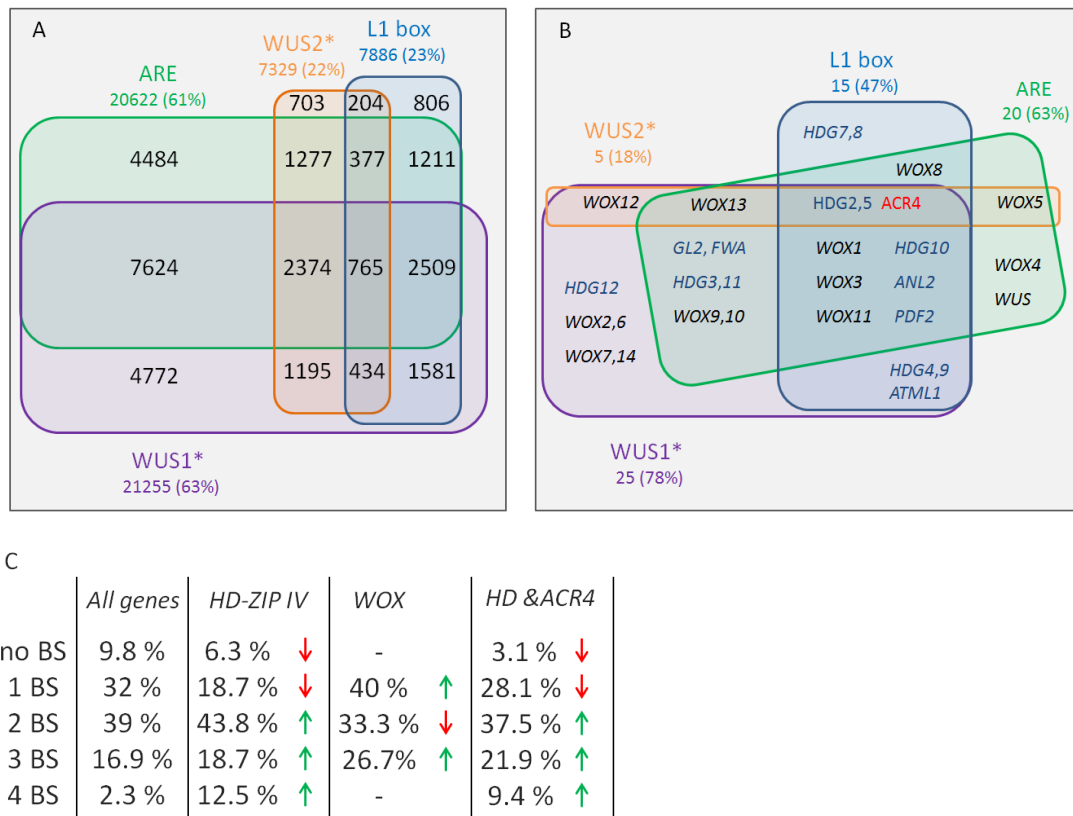 A
WUS2*
7329 (22%)
L1 box
7886 (23%)
ARE
20622 (61%)
703 204 806
4484 1277 377 1211
7624 2374 765 2509
4772 1195 434 1581
WUS1*
21255 (63%)
B
L1 box
15 (47%)
ARE
20 (63%)
WUS2*
5 (18%)
HDG7,8
WOX8
WOX12 WOX13 HDG2,5 ACR4 WOX5
GL2, FWA WOX1 HDG10
WOX4
HDG12 HDG3,11 WOX3 ANL2
WUS
WOX2,6 WOX9,10 WOX11 PDF2
WOX7,14
HDG4,9
ATML1
WUS1*
25 (78%)
C
All genes HD-ZIP IV WOX HD &ACR4
no BS 9.8 % 6.3 % ↓ - 3.1 % ↓
1 BS 32 % 18.7 % ↓ 40 % ↑ 28.1 % ↓
2 BS 39 % 43.8 % ↑ 33.3 % ↓ 37.5 % ↑
3 BS 16.9 % 18.7 % ↑ 26.7% ↑ 21.9 % ↑
4 BS 2.3 % 12.5 % ↑ - 9.4 % ↑